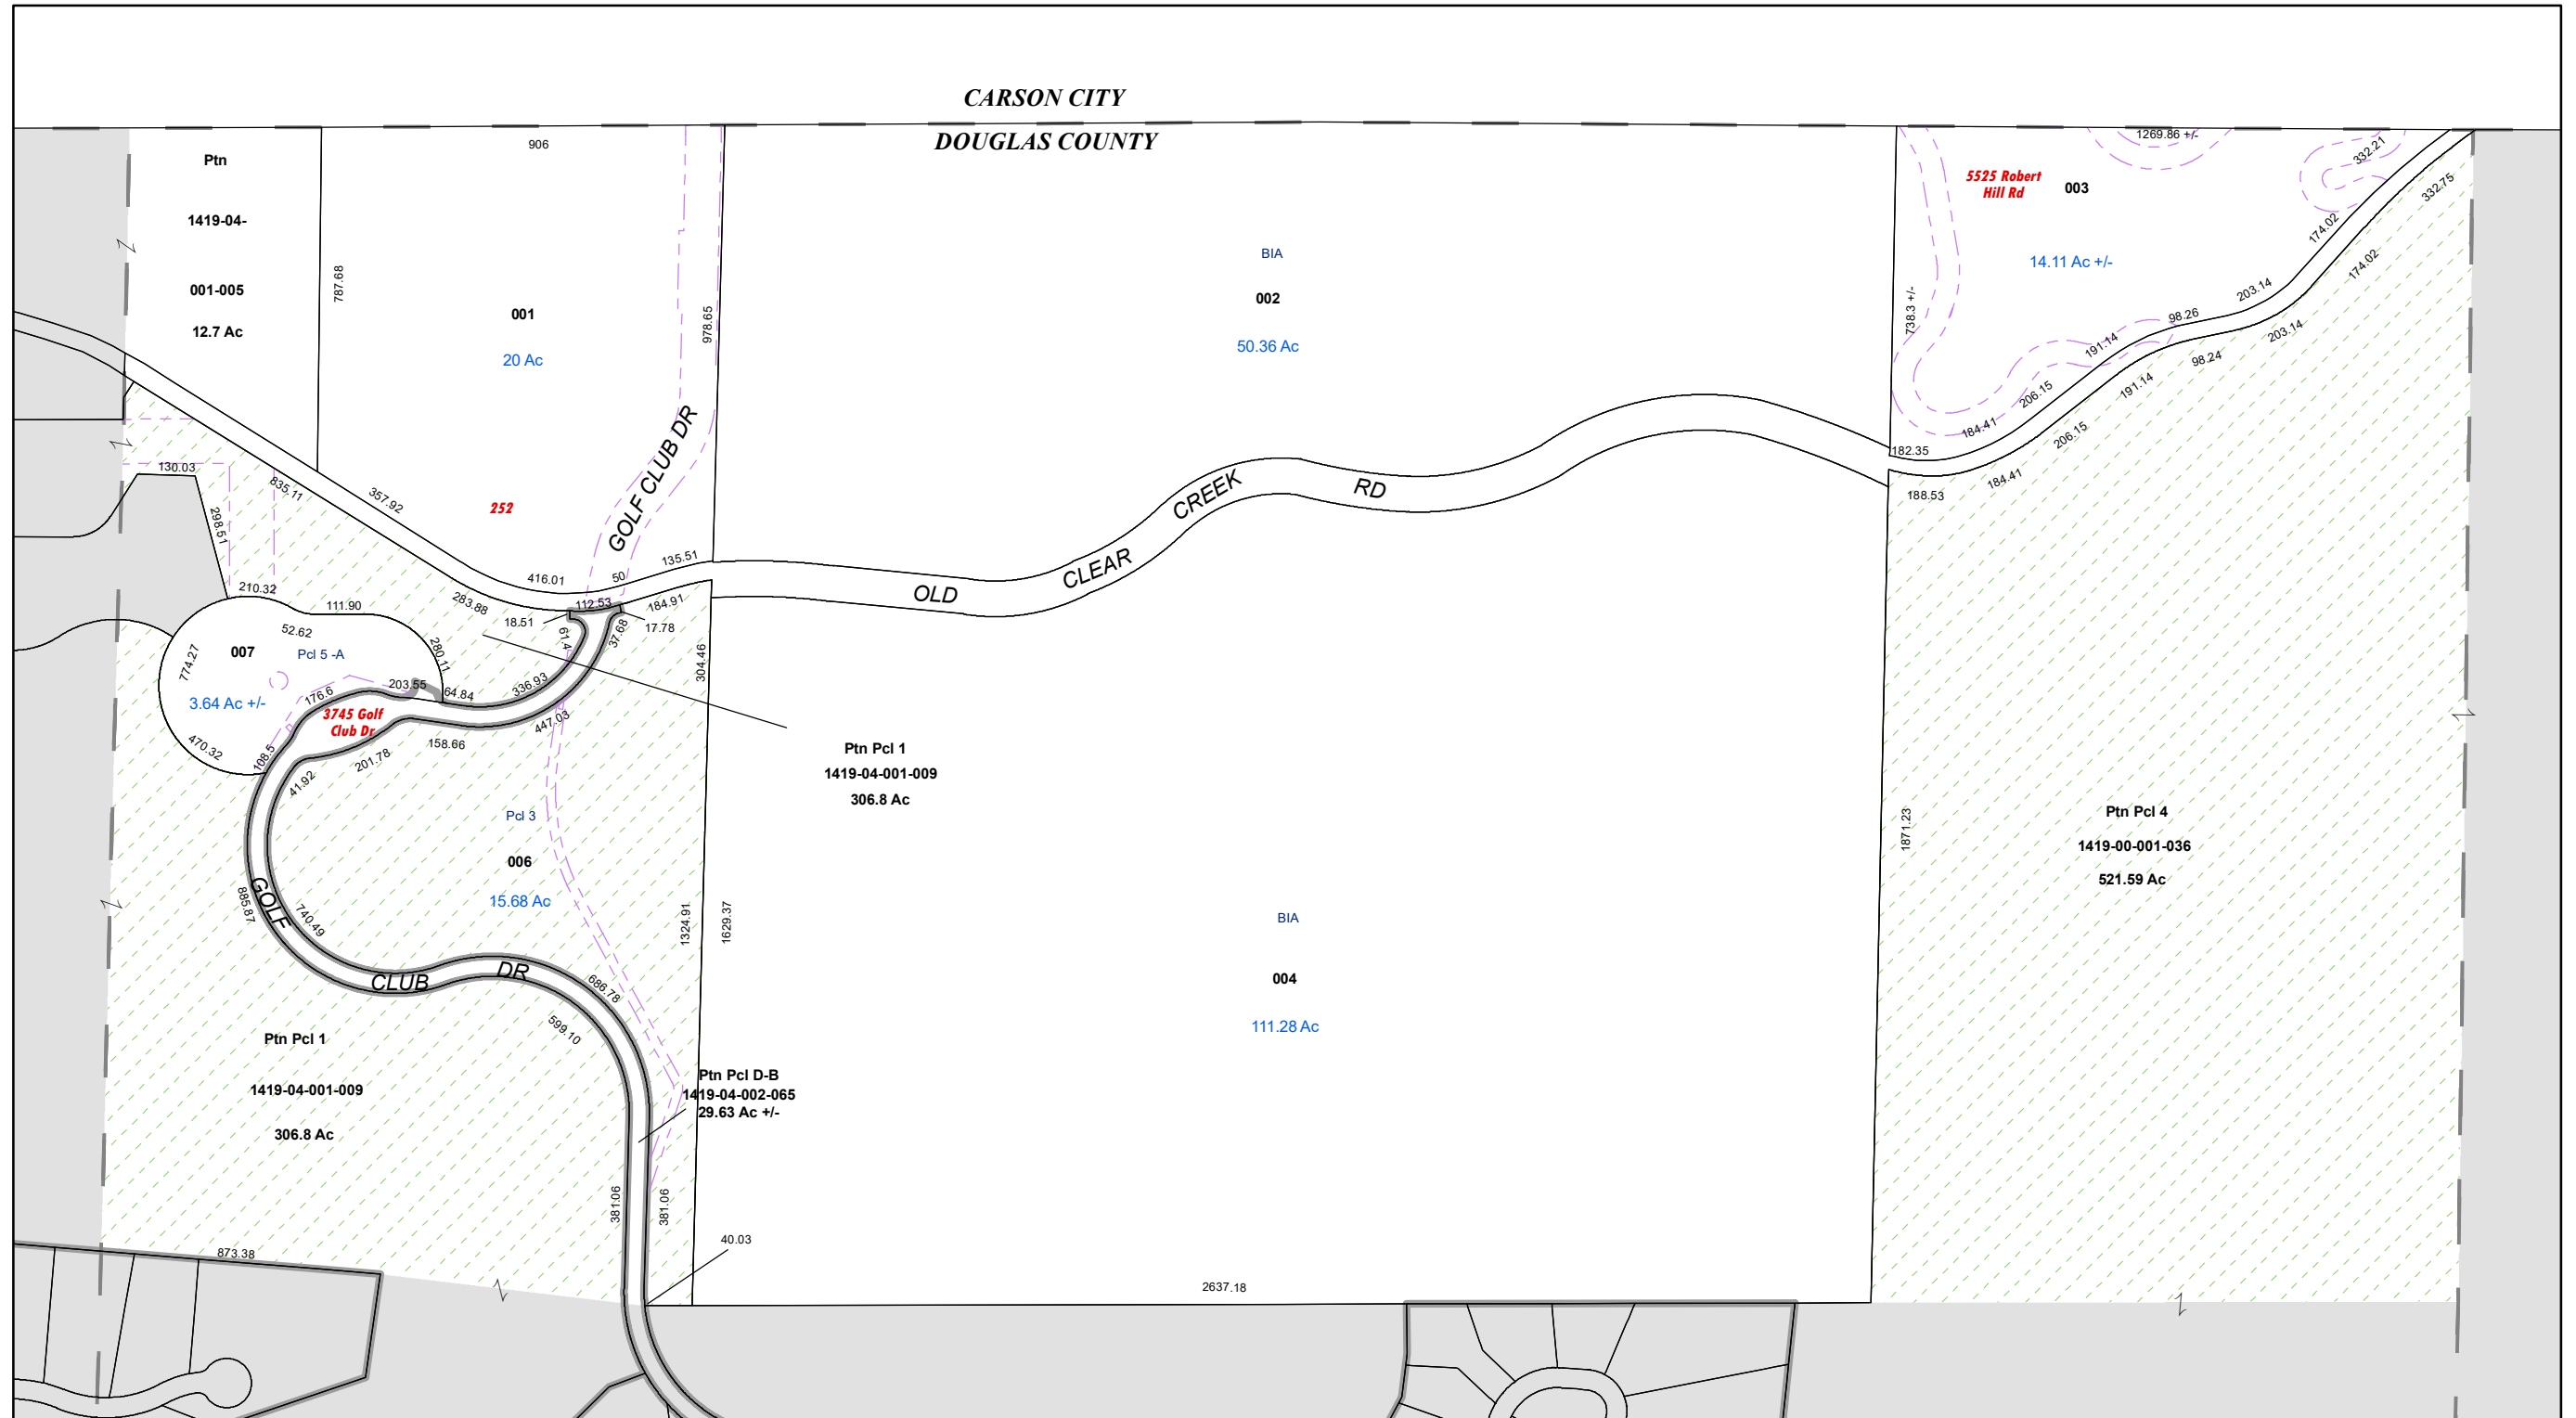 CARSON CITY
DOUGLAS COUNTY
Ptn
1419-04-
001-005
12.7 Ac
787.68
906
001
20 Ac
252
978.65
GOLF CLUB DR
BIA
002
50.36 Ac
1269.86 +/-
5525 Robert
Hill Rd
003
14.11 Ac +/-
738.3 +/-
332.21
332.75
174.02
174.02
203.14
203.14
98.26
98.24
191.14
191.14
206.15
206.15
184.41
184.41
182.35
188.53
OLD
CLEAR
CREEK
RD
130.03
298.51
835.11
357.92
416.01
50
135.51
283.88
112.53
184.91
18.51
17.78
61.4
37.68
304.46
210.32
111.90
52.62
280.11
774.27
007
Pcl 5 -A
3.64 Ac +/-
176.6
203.55
64.84
336.93
447.03
3745 Golf
Club Dr
470.32
108.5
41.92
201.78
158.66
Ptn Pcl 1
1419-04-001-009
306.8 Ac
Pcl 3
006
15.68 Ac
885.87
740.49
GOLF
CLUB
DR
686.78
599.10
1324.91
1629.37
1871.23
BIA
004
111.28 Ac
Ptn Pcl 4
1419-00-001-036
521.59 Ac
Ptn Pcl 1
1419-04-001-009
306.8 Ac
Ptn Pcl D-B
1419-04-002-065
29.63 Ac +/-
381.06
381.06
40.03
873.38
2637.18